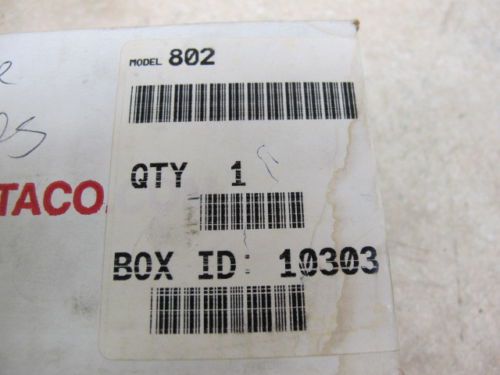 MODEL 802
QTY 1
TACO.
BOX ID: 10303